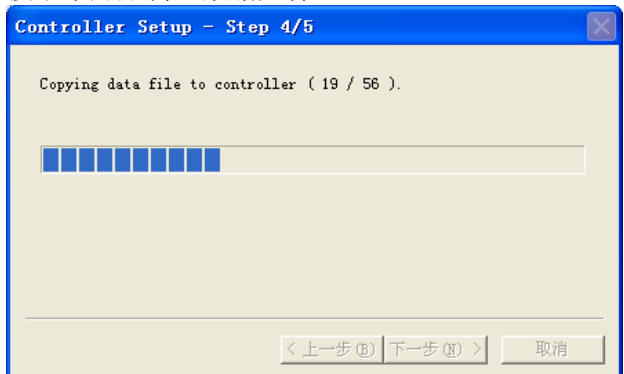 Controller Setup - Step 4/5
Copying data file to controller ( 19 / 56 ).
< 上一步(B) 下一步(N) > 取消